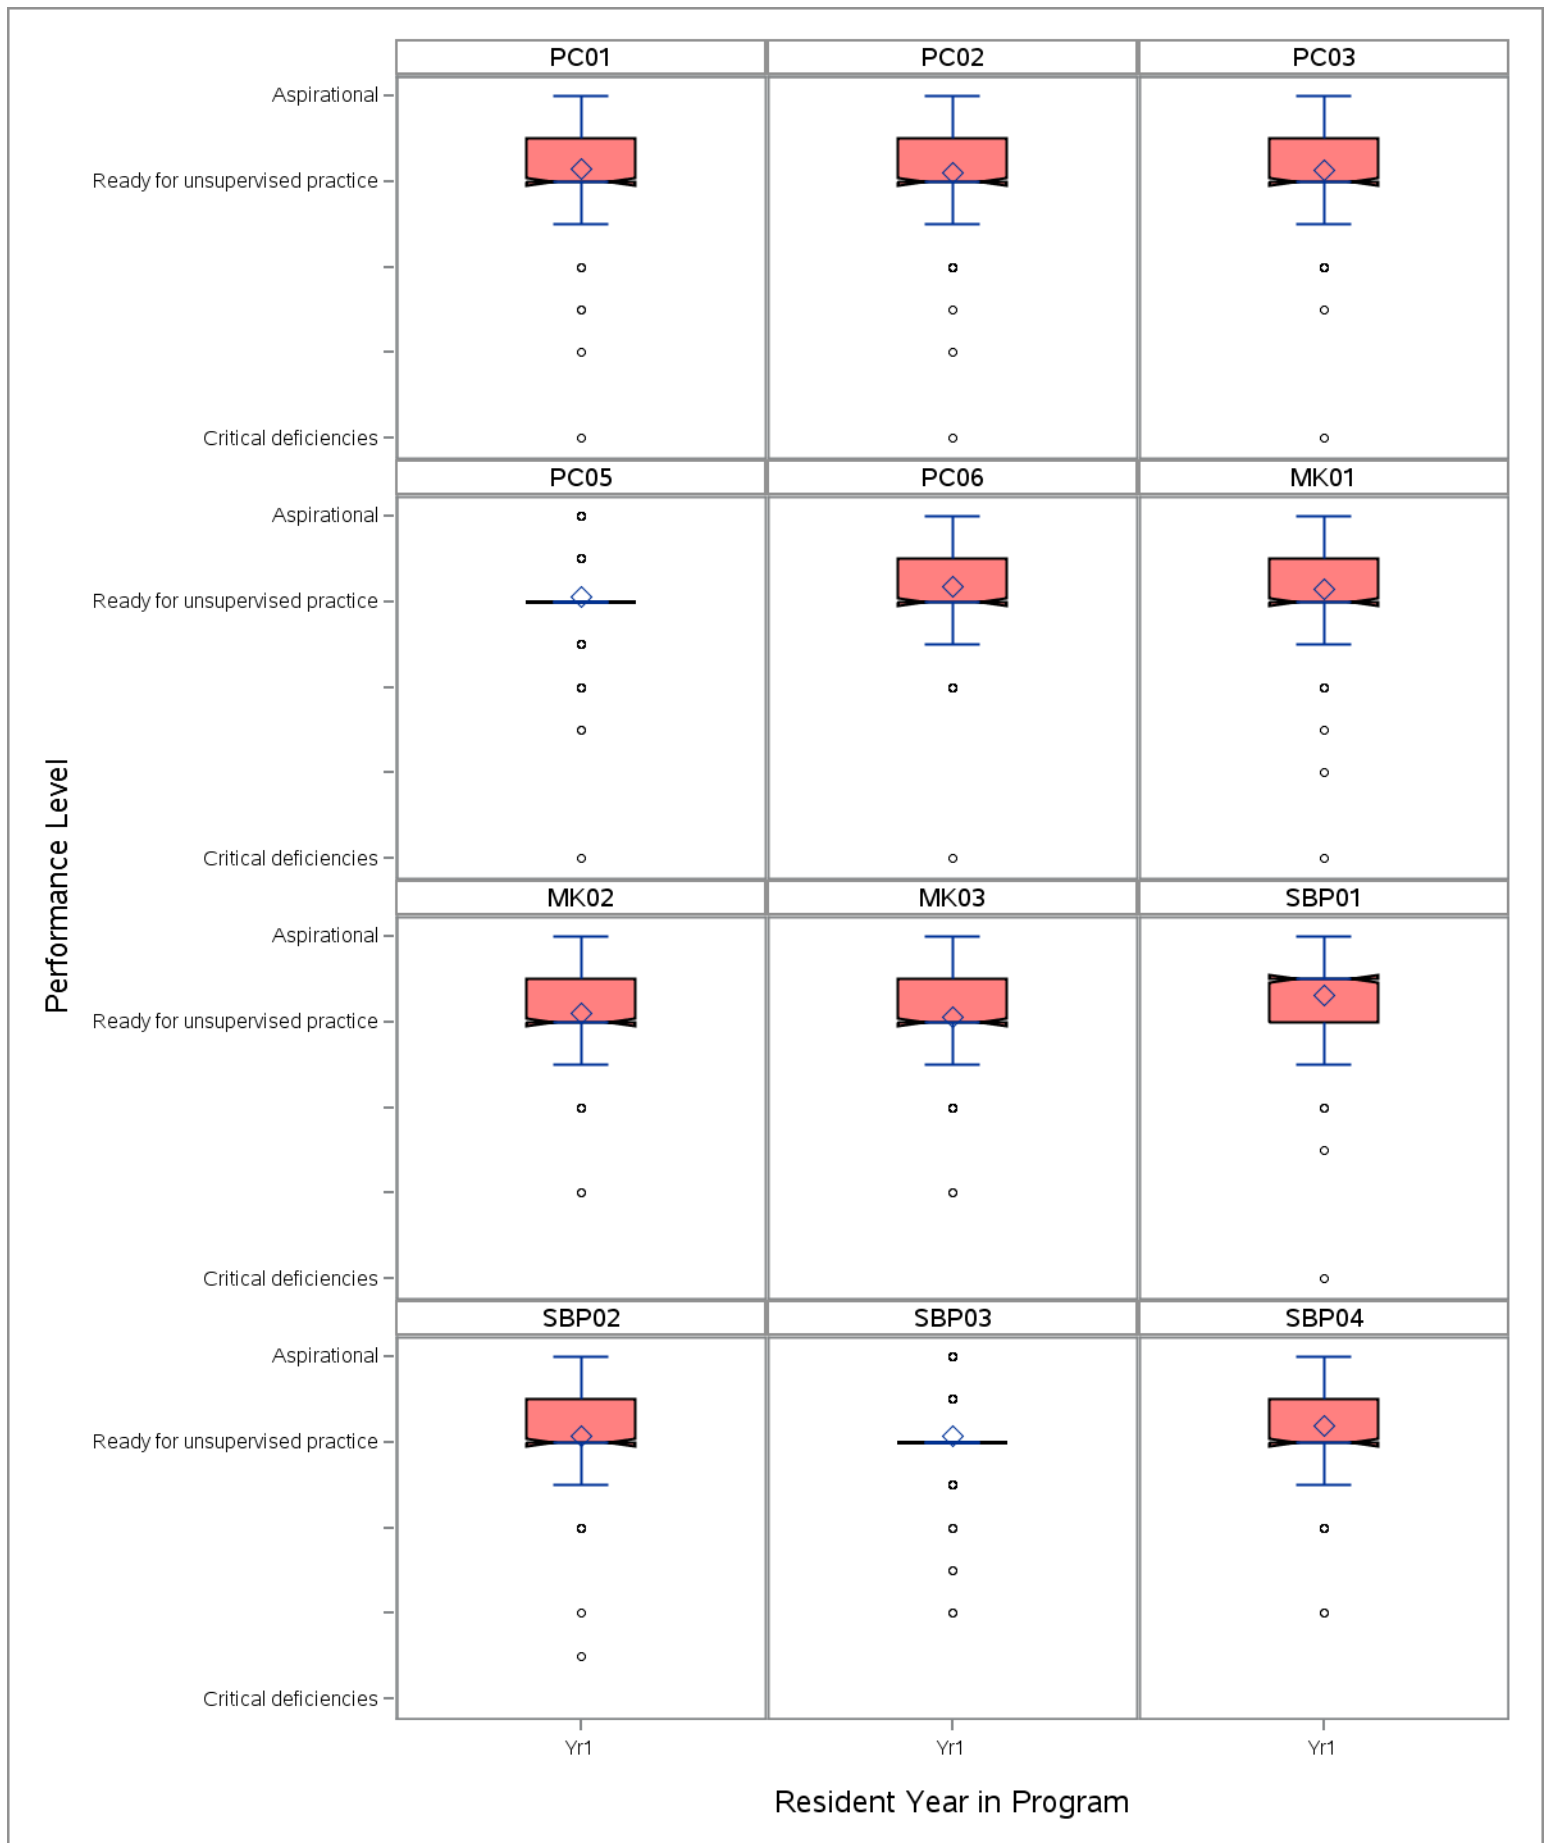 PC01 PC02 PC03
Aspirational
Ready for unsupervised practice
Critical deficiencies
PC05 PC06 MK01
Aspirational
Ready for unsupervised practice
Critical deficiencies
MK02 MK03 SBP01
Aspirational
Ready for unsupervised practice
Critical deficiencies
SBP02 SBP03 SBP04
Aspirational
Ready for unsupervised practice
Critical deficiencies
Performance Level
Yr1 Yr1 Yr1
Resident Year in Program